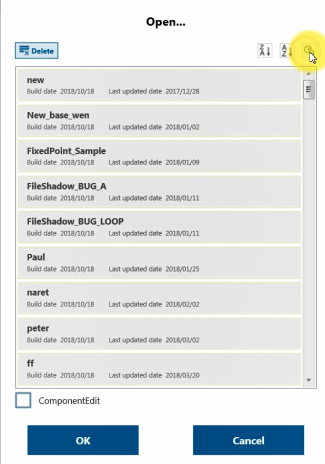 Open...
Delete
Z A
A Z
new
Build date 2018/10/18 Last updated date 2017/12/28
New_base_wen
Build date 2018/10/18 Last updated date 2018/01/02
FixedPoint_Sample
Build date 2018/10/18 Last updated date 2018/01/09
FileShadow_BUG_A
Build date 2018/10/18 Last updated date 2018/01/11
FileShadow_BUG_LOOP
Build date 2018/10/18 Last updated date 2018/01/11
Paul
Build date 2018/10/18 Last updated date 2018/01/25
naret
Build date 2018/10/18 Last updated date 2018/02/02
peter
Build date 2018/10/18 Last updated date 2018/03/02
ff
Build date 2018/10/18 Last updated date 2018/03/20
ComponentEdit
OK Cancel